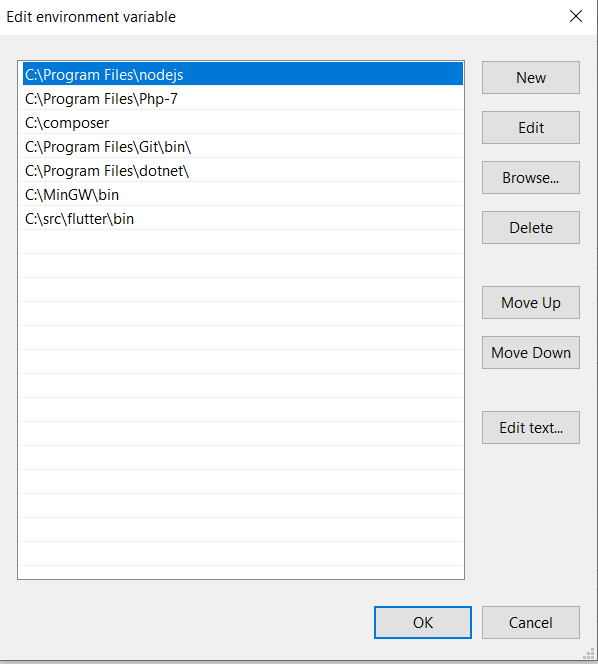 Edit environment variable
C:\Program Files\nodejs
C:\Program Files\Php-7
C:\composer
C:\Program Files\Git\bin\
C:\Program Files\dotnet\
C:\MinGW\bin
C:\src\flutter\bin
New
Edit
Browse...
Delete
Move Up
Move Down
Edit text...
OK
Cancel